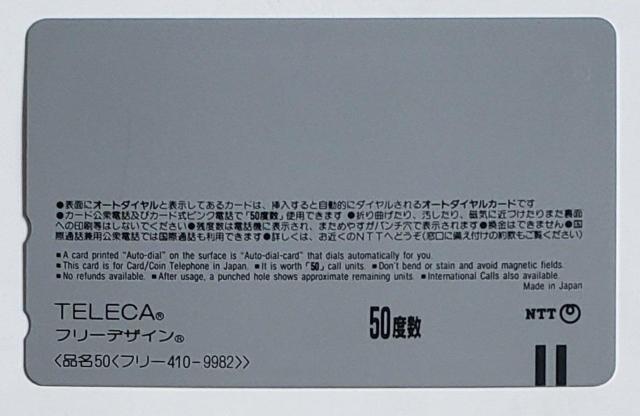 ●表面にオートダイヤルと表示してあるカードは、挿入すると自動的にダイヤルされるオートダイヤルカードです
●カード公衆電話及びカード式ピンク電話で「50度数」使用できます ●折り曲げたり、汚したり、磁気に近づけたりまた裏面
への印刷等はしないでください ●残度数は電話機に表示され、またためやすがパンチ穴で表示されます ●換金はできません ●国
際通話兼用公衆電話では国際通話も利用できます ●詳しくは、お近くのNTTへどうぞ(窓口に備え付けの約款もご覧ください)
■A card printed "Auto-dial" on the surface is "Auto-dial-card" that dials automatically for you.
■This card is for Card/Coin Telephone in Japan. ■It is worth「50」call units. ■Don't bend or stain and avoid magnetic fields.
■No refunds available. ■After usage, a punched hole shows approximate remaining units. ■International Calls also available.
Made in Japan
TELECA®
フリーデザイン®
〈品名50〈フリー410-9982〉〉
50度数
NTT